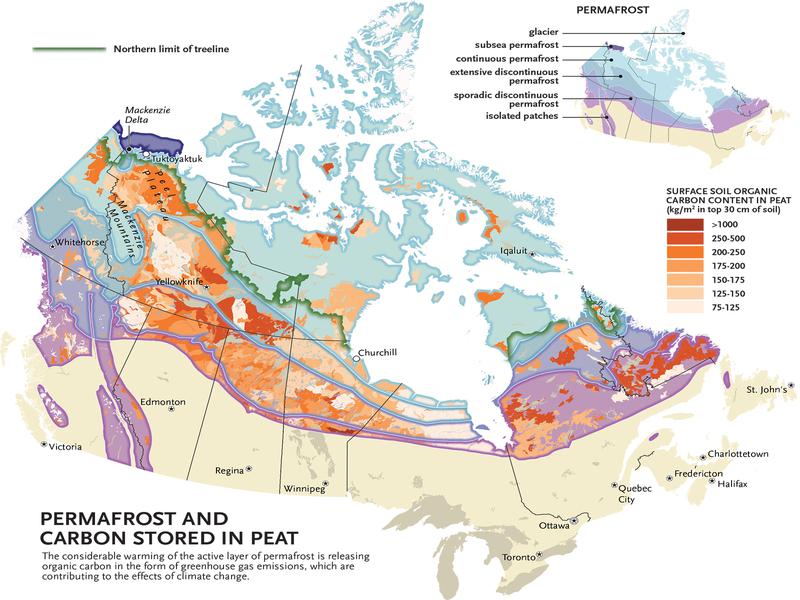 PERMAFROST
glacier
subsea permafrost
continuous permafrost
extensive discontinuous
permafrost
sporadic discontinuous
permafrost
isolated patches
Northern limit of treeline
Mackenzie
Delta
Tuktoyaktuk
Peel
Plateau
Mackenzie
Mountains
Whitehorse
Yellowknife
Iqaluit
Churchill
SURFACE SOIL ORGANIC
CARBON CONTENT IN PEAT
(kg/m² in top 30 cm of soil)
>1000
250-500
200-250
175-200
150-175
125-150
75-125
Edmonton
Victoria
Regina
Winnipeg
St. John's
Charlottetown
Fredericton
Halifax
Quebec
City
Ottawa
Toronto
PERMAFROST AND
CARBON STORED IN PEAT
The considerable warming of the active layer of permafrost is releasing
organic carbon in the form of greenhouse gas emissions, which are
contributing to the effects of climate change.